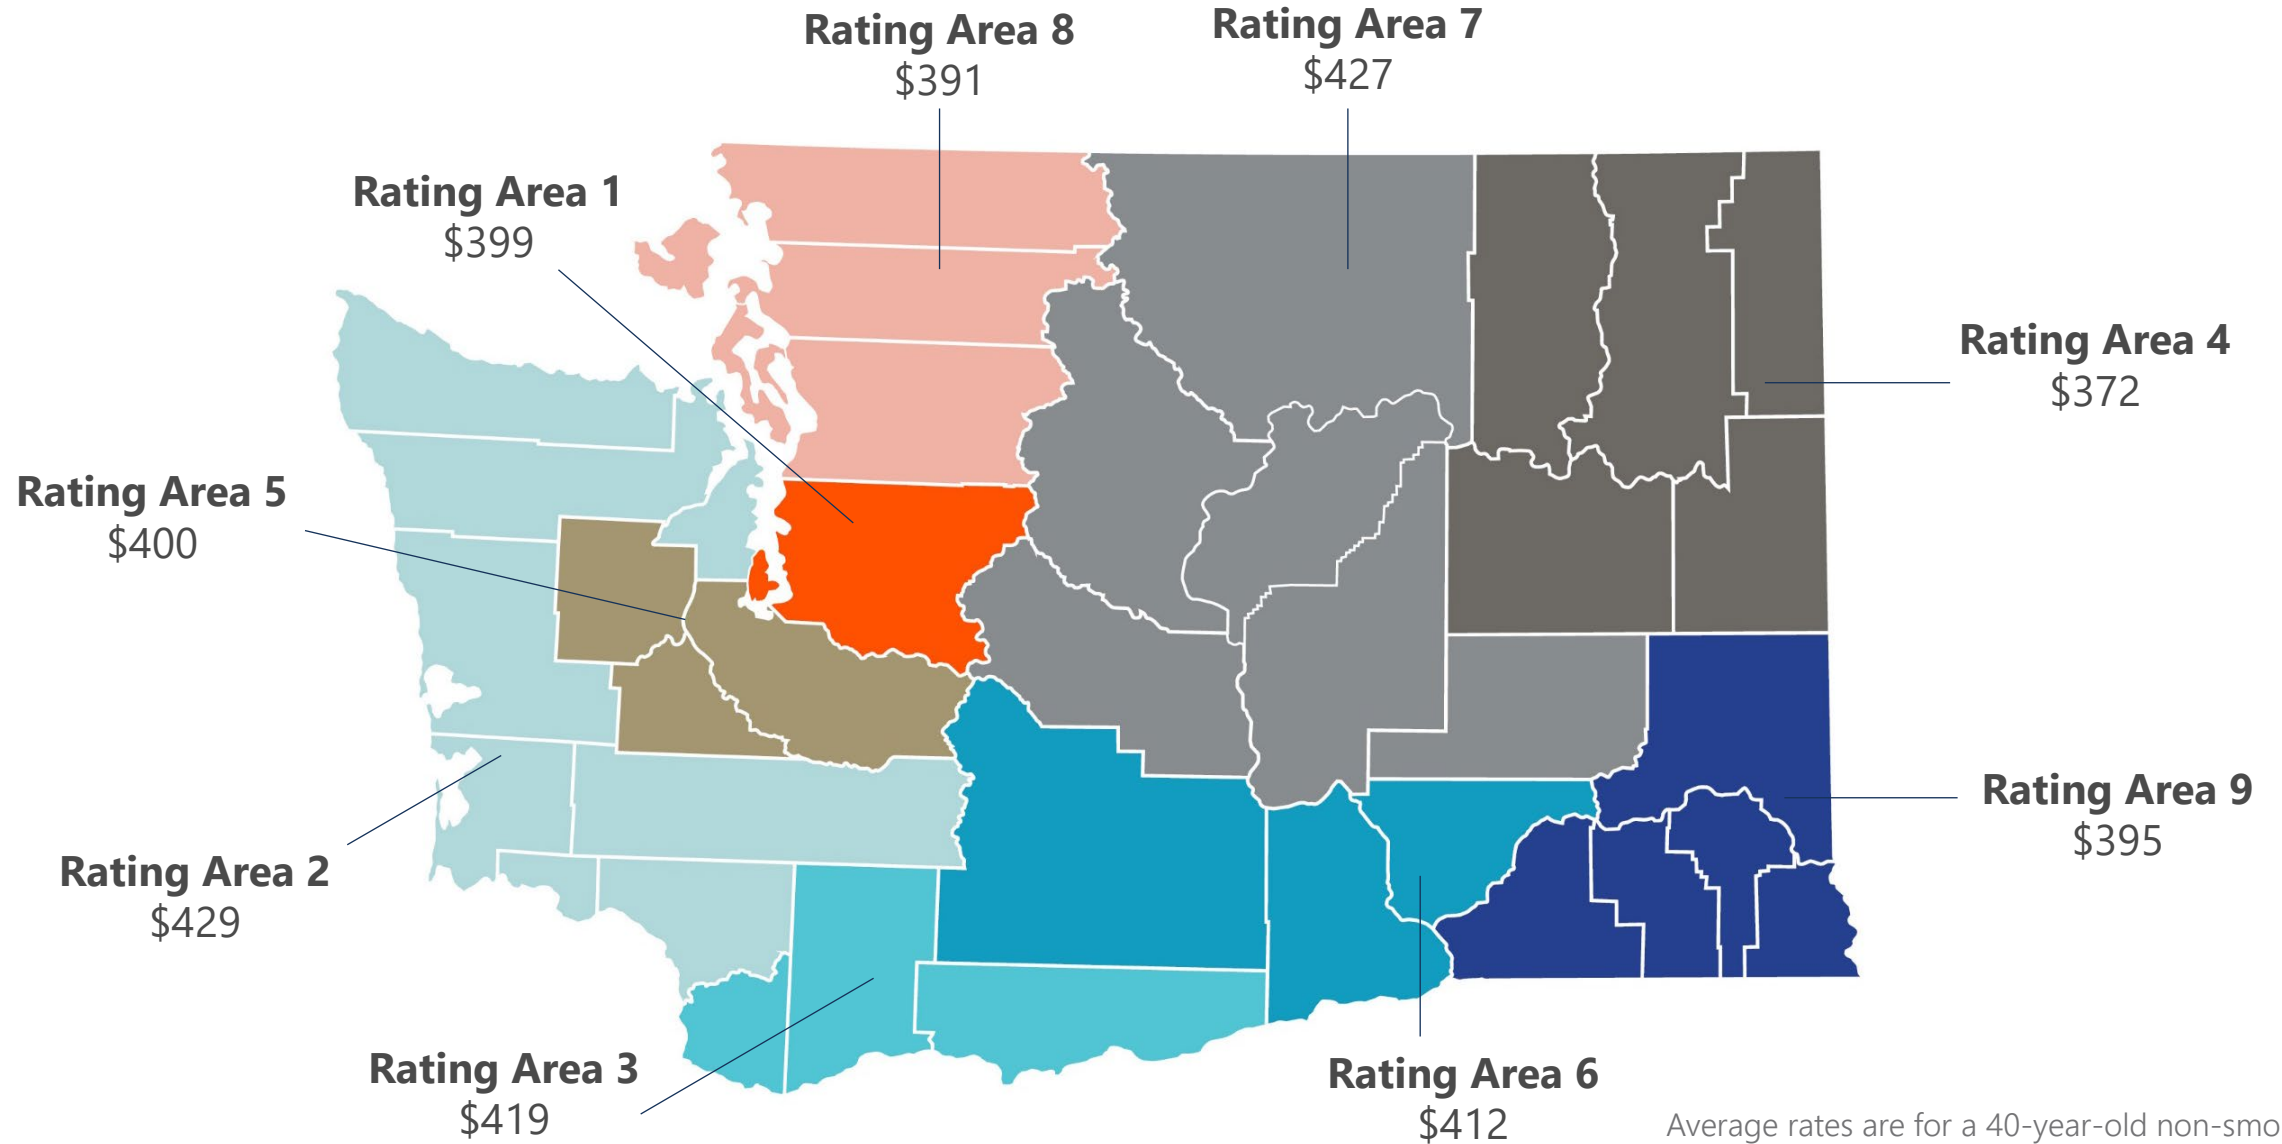 Rating Area 8
$391
Rating Area 7
$427
Rating Area 1
$399
Rating Area 4
$372
Rating Area 5
$400
Rating Area 9
$395
Rating Area 2
$429
Rating Area 3
$419
Rating Area 6
$412
Average rates are for a 40-year-old non-smo